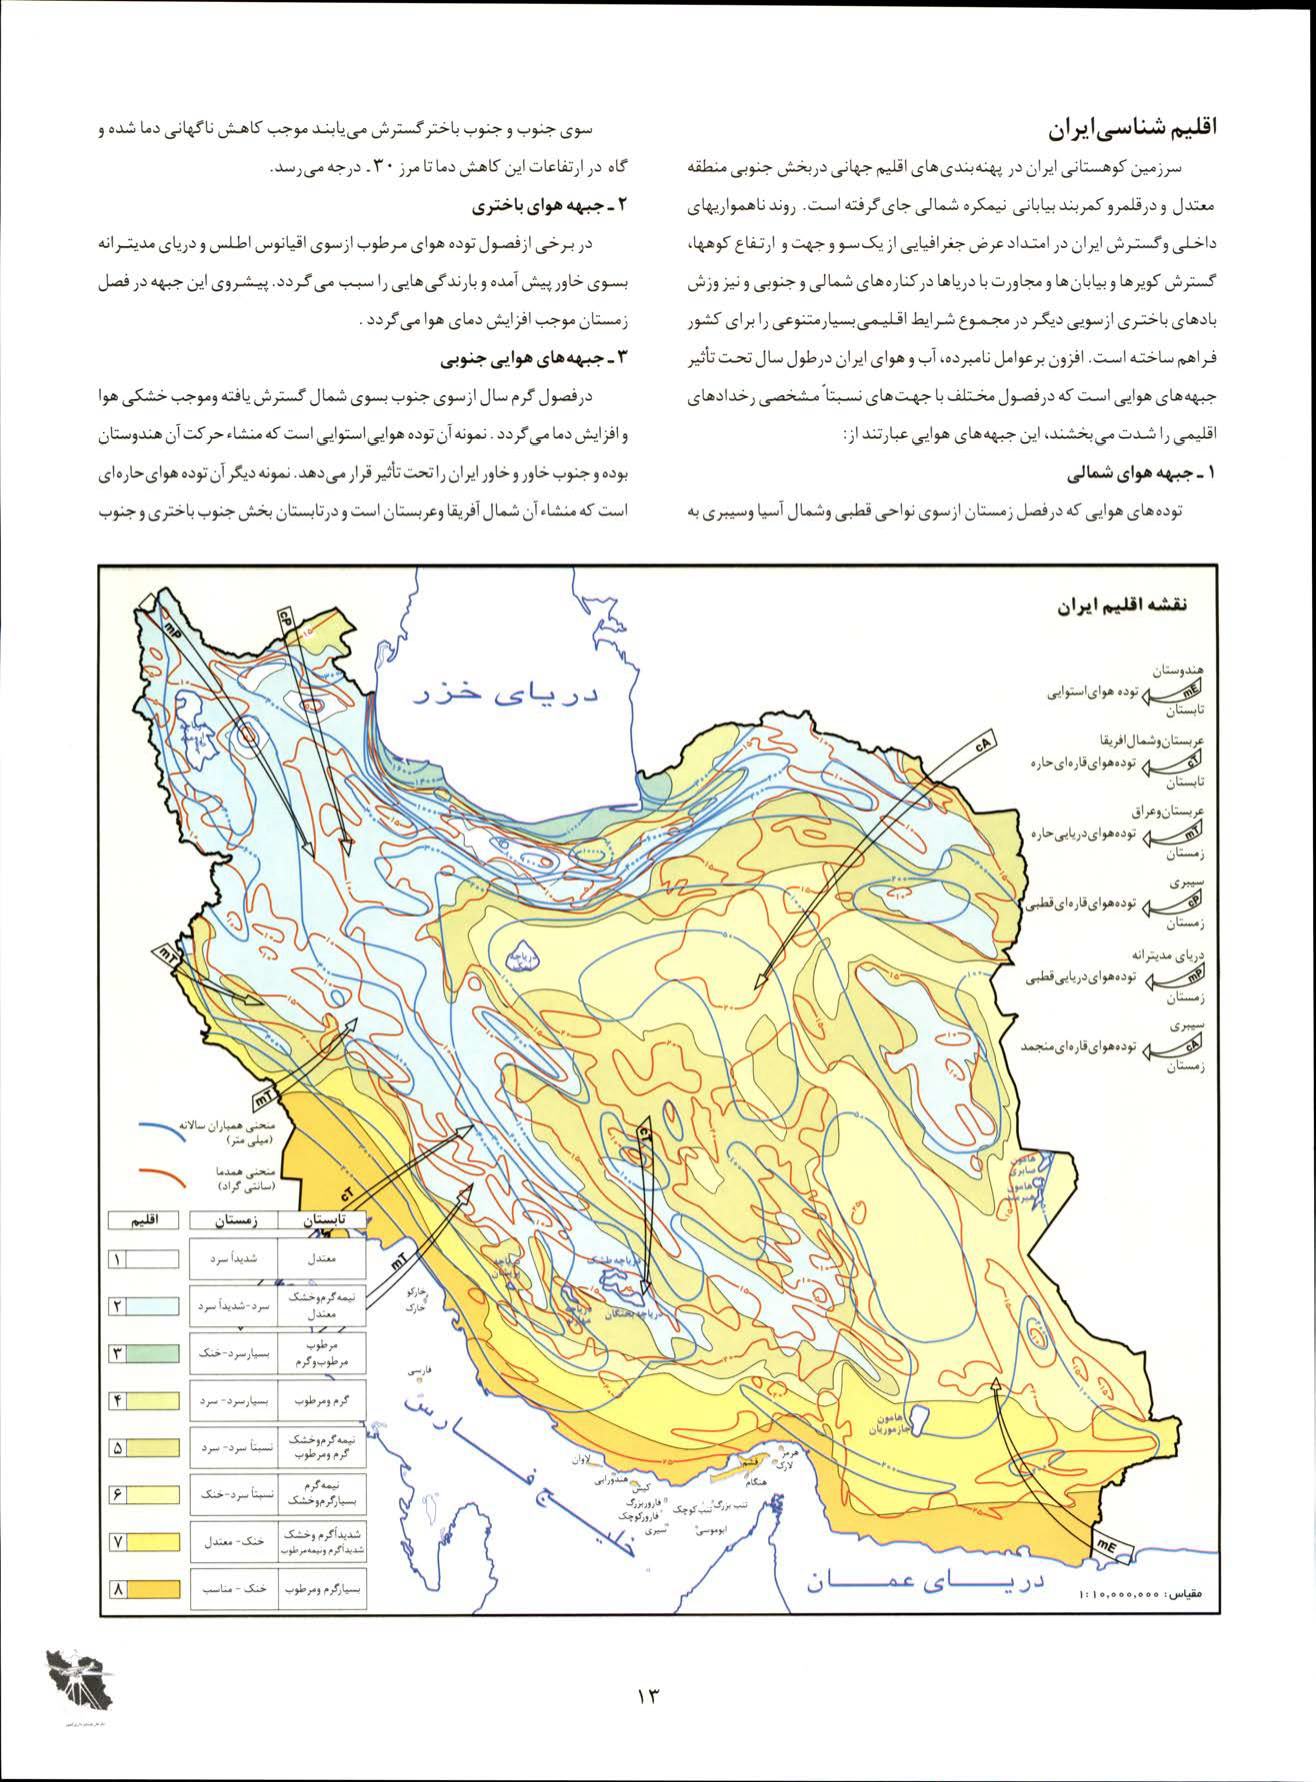 اقلیم شناسی ایران
سرزمین کوهستانی ایران در پهنه‌بندی‌های اقلیم جهانی دربخش جنوبی منطقه
معتدل و درقلمرو کمربند بیابانی نیمکره شمالی جای گرفته است. روند ناهمواریهای
داخلی و گسترش ایران در امتداد عرض جغرافیایی از یک سو و جهت و ارتفاع کوهها،
گسترش کویرها و بیابان‌ها و مجاورت با دریاها در کناره‌های شمالی و جنوبی و نیز وزش
بادهای باختری ازسویی دیگر در مجموع شرایط اقلیمی بسیار متنوعی را برای کشور
فراهم ساخته است. افزون برعوامل نامبرده، آب و هوای ایران درطول سال تحت تأثیر
جبهه‌های هوایی است که درفصول مختلف با جهت‌های نسبتاً مشخصی رخدادهای
اقلیمی را شدت می‌بخشند، این جبهه‌های هوایی عبارتند از:
۱ ـ جبهه هوای شمالی
توده‌های هوایی که درفصل زمستان ازسوی نواحی قطبی وشمال آسیا وسیبری به
سوی جنوب و جنوب باختر گسترش می‌یابند موجب کاهش ناگهانی دما شده و
گاه در ارتفاعات این کاهش دما تا مرز ۳۰ ـ درجه می‌رسد.
۲ ـ جبهه هوای باختری
در برخی ازفصول توده هوای مرطوب ازسوی اقیانوس اطلس و دریای مدیترانه
بسوی خاور پیش آمده و بارندگی‌هایی را سبب می‌گردد. پیشروی این جبهه در فصل
زمستان موجب افزایش دمای هوا می‌گردد .
۳ ـ جبهه‌های هوایی جنوبی
درفصول گرم سال ازسوی جنوب بسوی شمال گسترش یافته وموجب خشکی هوا
و افزایش دما می‌گردد . نمونه آن توده هوایی استوایی است که منشاء حرکت آن هندوستان
بوده و جنوب خاور و خاور ایران را تحت تأثیر قرار می‌دهد. نمونه دیگر آن توده هوای حاره‌ای
است که منشاء آن شمال آفریقا وعربستان است و درتابستان بخش جنوب باختری و جنوب
نقشه اقلیم ایران
هندوستان
mE توده هوای استوایی
تابستان
عربستان وشمال افریقا
cT توده هوای قاره‌ای حاره
تابستان
عربستان وعراق
mT توده هوای دریایی حاره
زمستان
سیبری
cP توده هوای قاره‌ای قطبی
زمستان
دریای مدیترانه
mP توده هوای دریایی قطبی
زمستان
سیبری
cA توده هوای قاره‌ای منجمد
زمستان
mP
cP
cA
دریای خزر
mT
mT
cT
cT
mT
mE
هامون
صابری
هامون
دریاچه طشک
دریاچه بختگان
هامون
جازموریان
خارکو
خارک
فارسی
لاوان
هندورابی
کیش
فاروربزرگ
فارورکوچک
سیری
تنب بزرگ
تنب کوچک
ابوموسی
هنگام
قشم
هرمز
لارک
خلیج فارس
دریای عمان
منحنی همباران سالانه
(میلی متر)
منحنی همدما
(سانتی گراد)
تابستان زمستان اقلیم
معتدل شدیداً سرد ۱
نیمه گرم وخشک
معتدل سرد-شدیداً سرد ۲
مرطوب
مرطوب وگرم بسیارسرد-خنک ۳
گرم ومرطوب بسیارسرد- سرد ۴
نیمه گرم وخشک
گرم ومرطوب نسبتاً سرد- سرد ۵
نیمه گرم
بسیارگرم وخشک نسبتاً سرد-خنک ۶
شدیداًگرم وخشک
شدیداًگرم ونیمه مرطوب خنک- معتدل ۷
بسیارگرم ومرطوب خنک - مناسب ۸
مقیاس: ۱:۱۰,۰۰۰,۰۰۰
۱۳